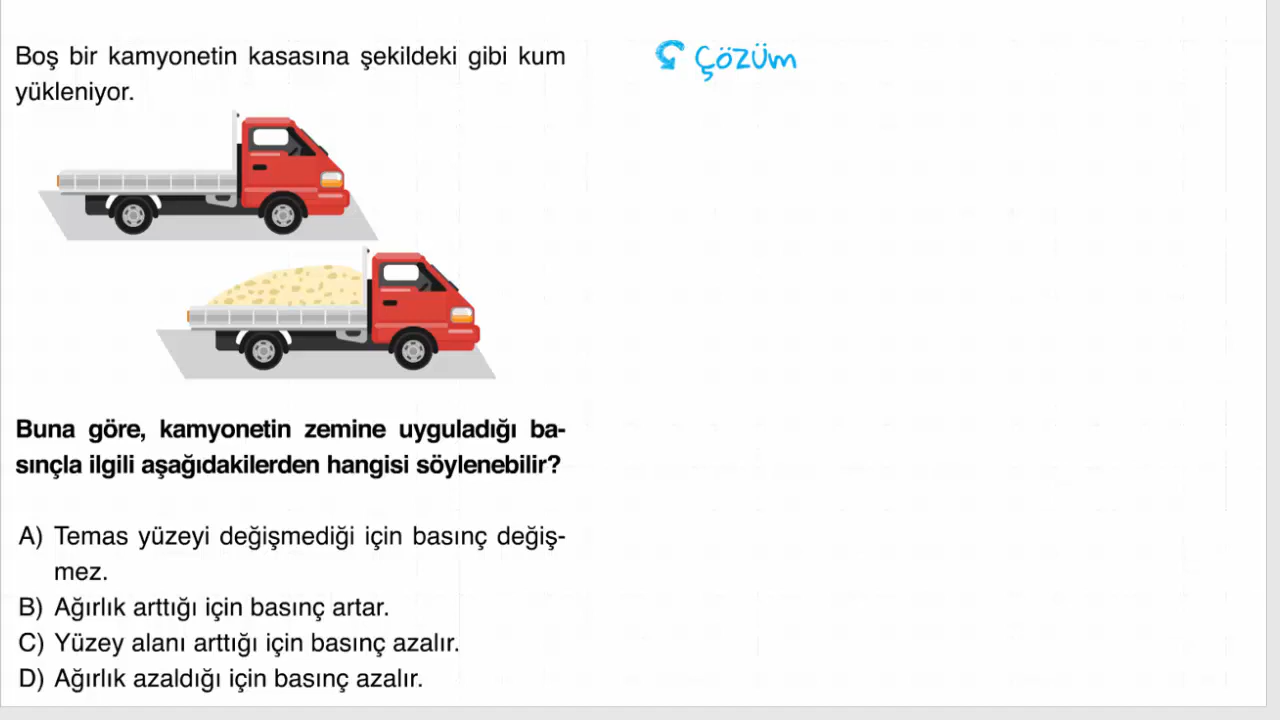 Boş bir kamyonetin kasasına şekildeki gibi kum
yükleniyor.
Buna göre, kamyonetin zemine uyguladığı ba-
sınçla ilgili aşağıdakilerden hangisi söylenebilir?
A) Temas yüzeyi değişmediği için basınç değiş-
mez.
B) Ağırlık arttığı için basınç artar.
C) Yüzey alanı arttığı için basınç azalır.
D) Ağırlık azaldığı için basınç azalır.
Çözüm